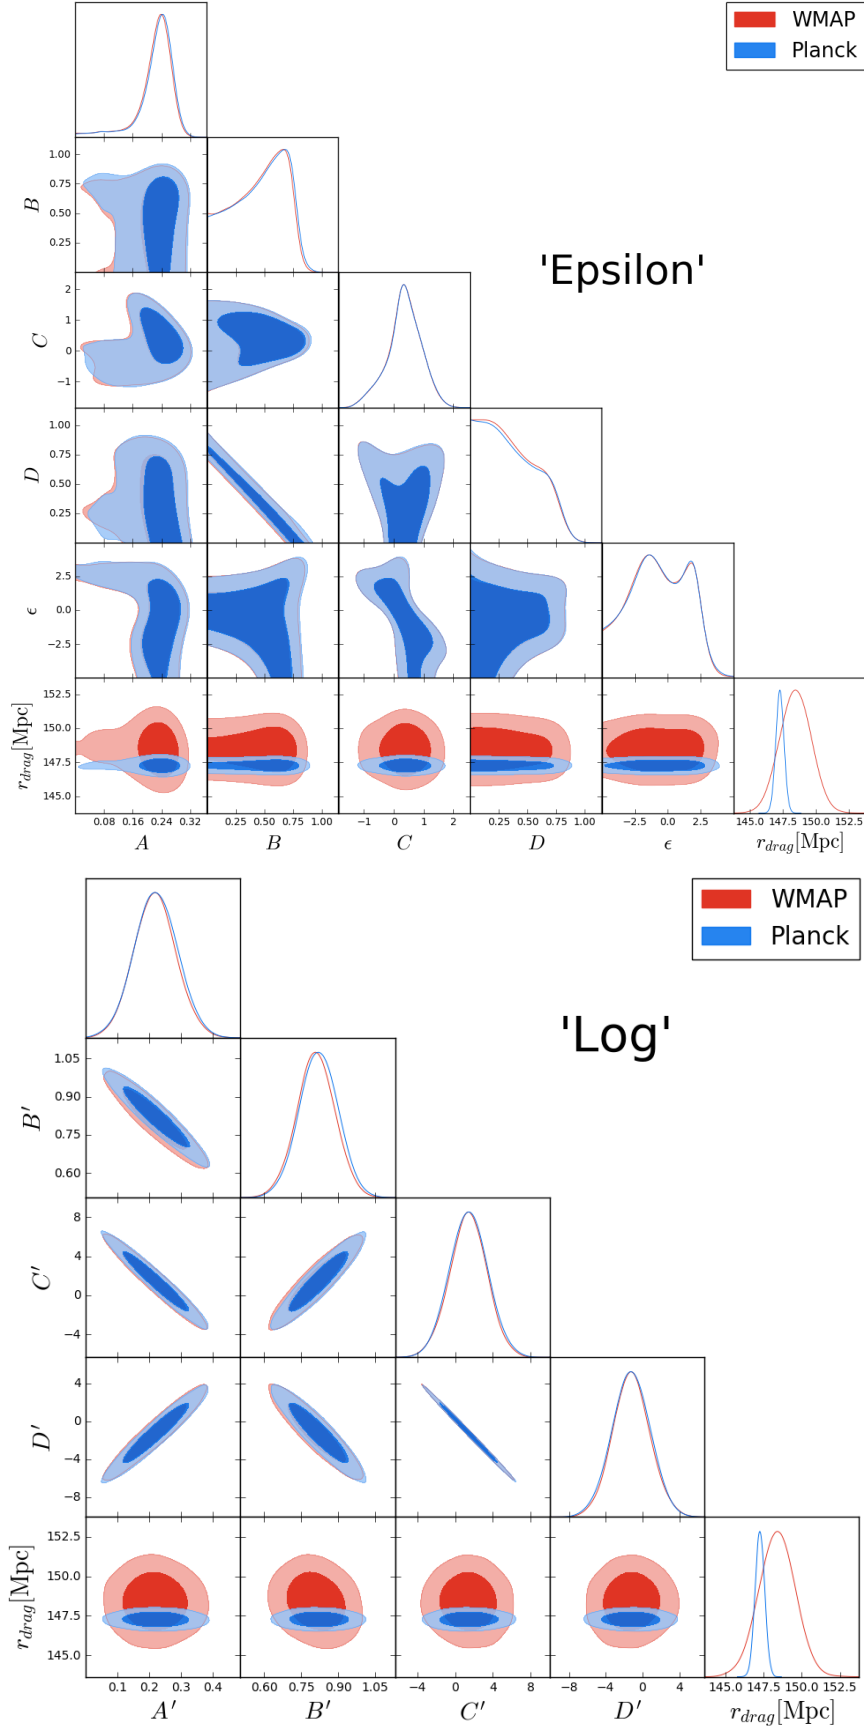 WMAP
Planck
'Epsilon'
1.00
0.75
0.50
0.25
B
2
1
0
−1
C
1.00
0.75
0.50
0.25
D
2.5
0.0
−2.5
ϵ
152.5
150.0
147.5
145.0
r_drag[Mpc]
0.08 0.16 0.24 0.32 0.25 0.50 0.75 1.00 −1 0 1 2 0.25 0.50 0.75 1.00 −2.5 0.0 2.5 145.0 147.5 150.0 152.5
A B C D ϵ r_drag[Mpc]
WMAP
Planck
'Log'
1.05
0.90
0.75
0.60
B′
8
4
0
−4
C′
4
0
−4
−8
D′
152.5
150.0
147.5
145.0
r_drag[Mpc]
0.1 0.2 0.3 0.4 0.60 0.75 0.90 1.05 −4 0 4 8 −8 −4 0 4 145.0 147.5 150.0 152.5
A′ B′ C′ D′ r_drag[Mpc]